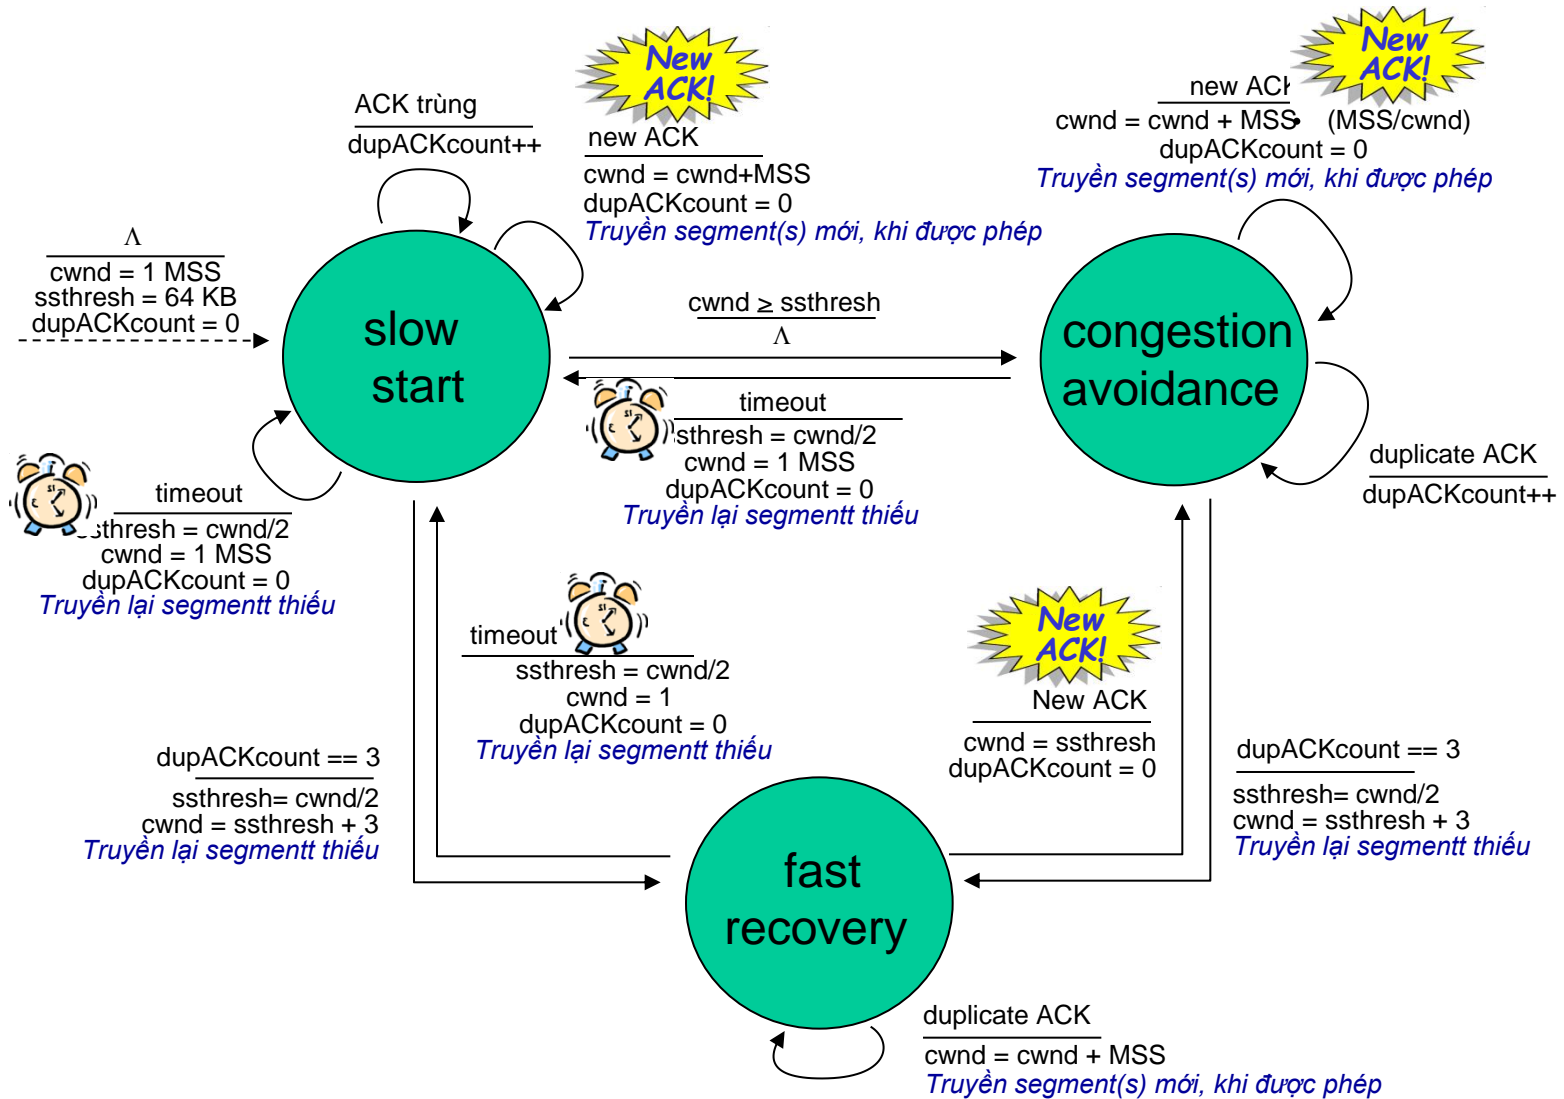 New
ACK!
ACK trùng
dupACKcount++
new ACK
cwnd = cwnd+MSS
dupACKcount = 0
Truyền segment(s) mới, khi được phép
New
ACK!
new ACK
cwnd = cwnd + MSS • (MSS/cwnd)
dupACKcount = 0
Truyền segment(s) mới, khi được phép
Λ
cwnd = 1 MSS
ssthresh = 64 KB
dupACKcount = 0
slow
start
cwnd ≥ ssthresh
Λ
congestion
avoidance
timeout
sthresh = cwnd/2
cwnd = 1 MSS
dupACKcount = 0
Truyền lại segmentt thiếu
duplicate ACK
dupACKcount++
timeout
ssthresh = cwnd/2
cwnd = 1 MSS
dupACKcount = 0
Truyền lại segmentt thiếu
timeout
ssthresh = cwnd/2
cwnd = 1
dupACKcount = 0
Truyền lại segmentt thiếu
New
ACK!
New ACK
cwnd = ssthresh
dupACKcount = 0
dupACKcount == 3
ssthresh= cwnd/2
cwnd = ssthresh + 3
Truyền lại segmentt thiếu
dupACKcount == 3
ssthresh= cwnd/2
cwnd = ssthresh + 3
Truyền lại segmentt thiếu
fast
recovery
duplicate ACK
cwnd = cwnd + MSS
Truyền segment(s) mới, khi được phép